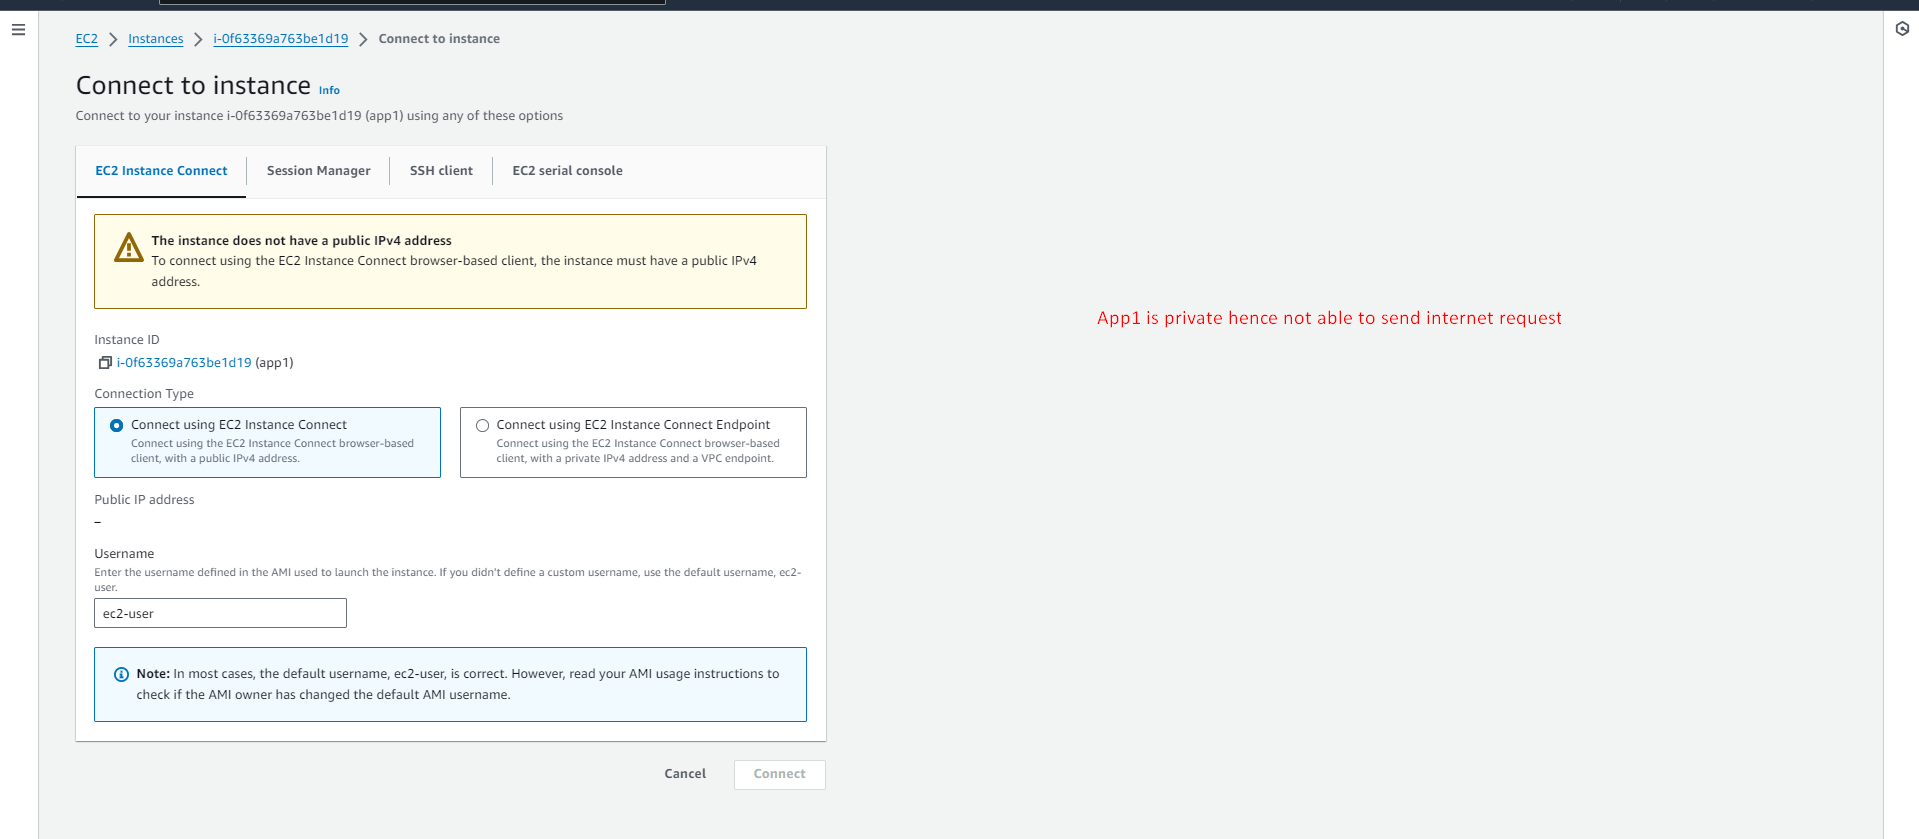 EC2 Instances i-0f63369a763be1d19 Connect to instance
Connect to instance Info
Connect to your instance i-0f63369a763be1d19 (app1) using any of these options
EC2 Instance Connect Session Manager SSH client EC2 serial console
The instance does not have a public IPv4 address
To connect using the EC2 Instance Connect browser-based client, the instance must have a public IPv4
address.
App1 is private hence not able to send internet request
Instance ID
i-0f63369a763be1d19 (app1)
Connection Type
Connect using EC2 Instance Connect
Connect using the EC2 Instance Connect browser-based
client, with a public IPv4 address.
Connect using EC2 Instance Connect Endpoint
Connect using the EC2 Instance Connect browser-based
client, with a private IPv4 address and a VPC endpoint.
Public IP address
–
Username
Enter the username defined in the AMI used to launch the instance. If you didn't define a custom username, use the default username, ec2-
user.
ec2-user
Note: In most cases, the default username, ec2-user, is correct. However, read your AMI usage instructions to
check if the AMI owner has changed the default AMI username.
Cancel Connect